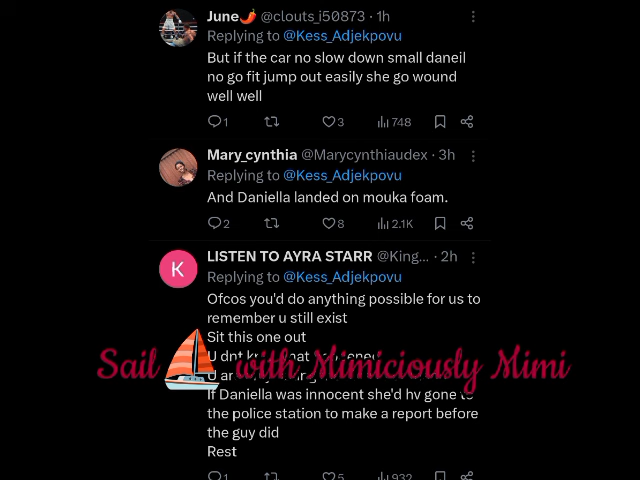 June🌶️ @clouts_i50873 · 1h
Replying to @Kess_Adjekpovu
But if the car no slow down small daneil
no go fit jump out easily she go wound
well well
1 3 748
Mary_cynthia @Marycynthiaudex · 3h
Replying to @Kess_Adjekpovu
And Daniella landed on mouka foam.
2 8 2.1K
K
LISTEN TO AYRA STARR @King... · 2h
Replying to @Kess_Adjekpovu
Ofcos you'd do anything possible for us to
remember u still exist
Sit this one out
U dnt
Sail with Mimiciously Mimi
If Daniella was innocent she'd hv gone to
the police station to make a report before
the guy did
Rest
1 5 932